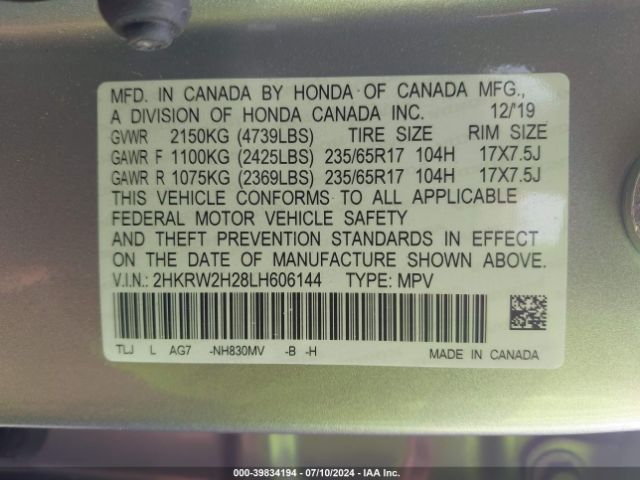 MFD. IN CANADA BY HONDA OF CANADA MFG.,
A DIVISION OF HONDA CANADA INC. 12/'19
GVWR 2150KG (4739LBS) TIRE SIZE RIM SIZE
GAWR F 1100KG (2425LBS) 235/65R17 104H 17X7.5J
GAWR R 1075KG (2369LBS) 235/65R17 104H 17X7.5J
THIS VEHICLE CONFORMS TO ALL APPLICABLE
FEDERAL MOTOR VEHICLE SAFETY
AND THEFT PREVENTION STANDARDS IN EFFECT
ON THE DATE OF MANUFACTURE SHOWN ABOVE.
V.I.N.: 2HKRW2H28LH606144 TYPE: MPV
TLJ L AG7 -NH830MV -B -H MADE IN CANADA
000-39834194 - 07/10/2024 - IAA Inc.